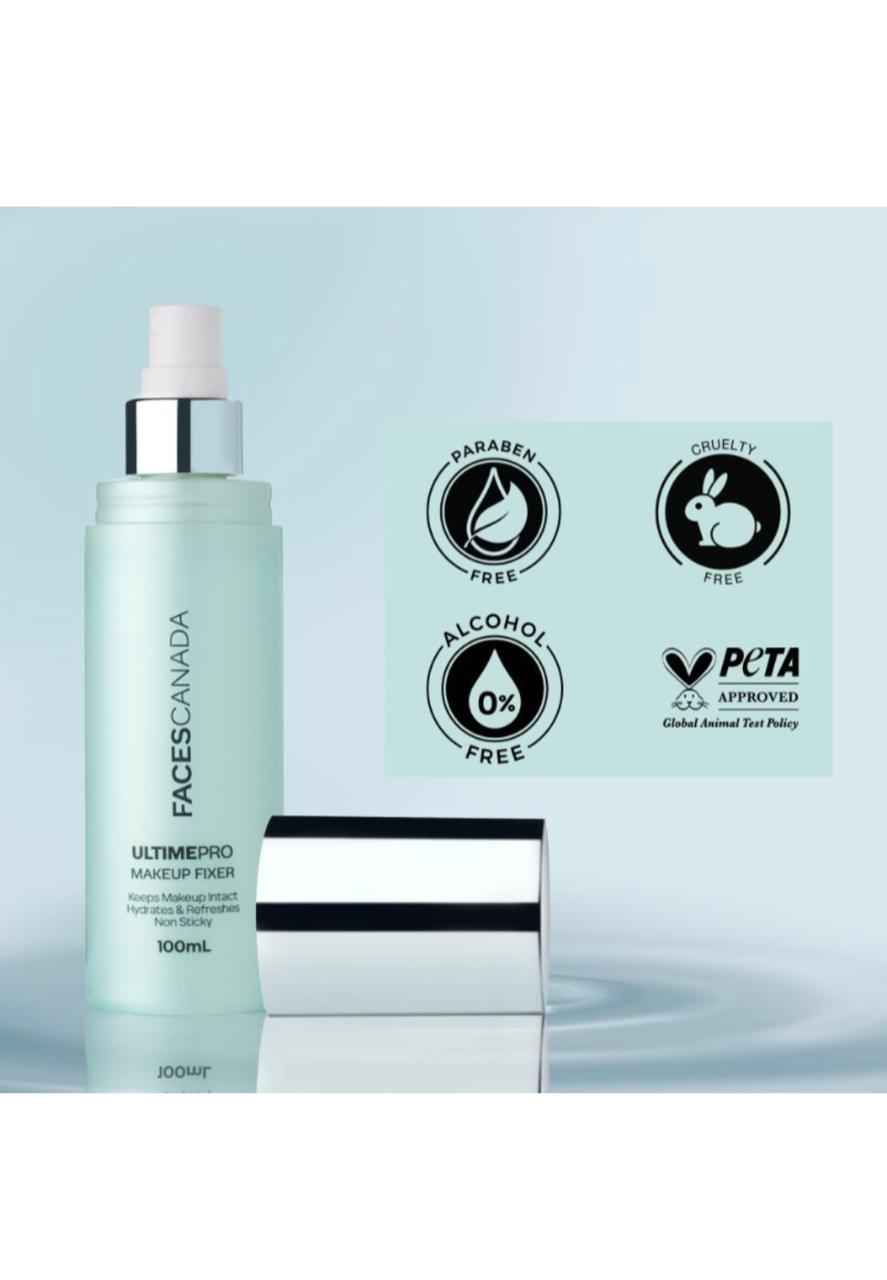 FACESCANADA
ULTIMEPRO
MAKEUP FIXER
Keeps Makeup Intact
Hydrates & Refreshes
Non Sticky
100mL
PARABEN
FREE
CRUELTY
FREE
ALCOHOL
0%
FREE
PETA
APPROVED
Global Animal Test Policy
100mL